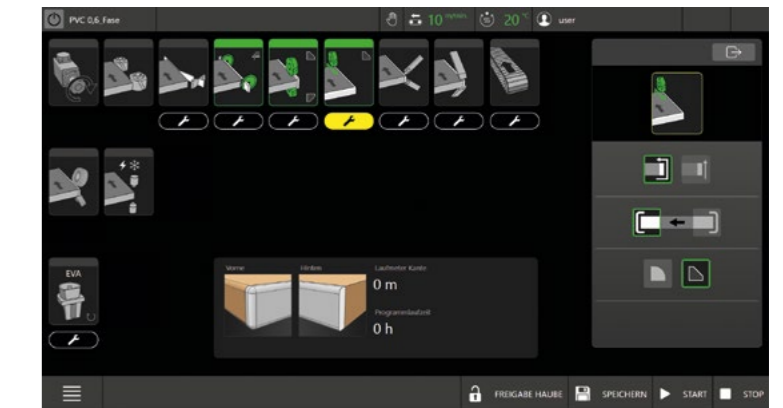 PVC 0,6_Fase
10 m/min
20 °
user
EVA
Vorne
Hinten
Laufmeter Kante
0 m
Programmlaufzeit
0 h
FREIGABE HAUBE
SPEICHERN
START
STOP